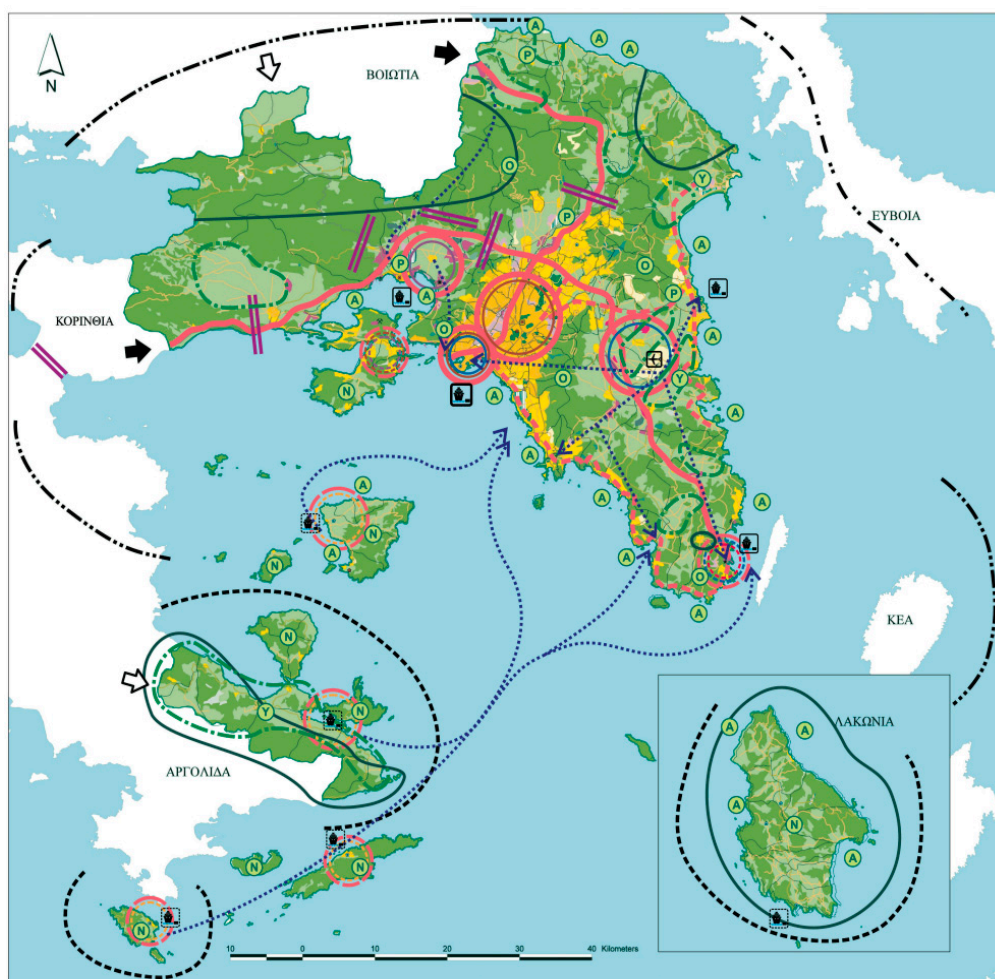 Α
Α
Α
Ρ
N
ΒΟΙΩΤΙΑ
Ο
Υ
ΕΥΒΟΙΑ
Ρ
Α
Ρ
Ο
Α
Ρ
Α
ΚΟΡΙΝΘΙΑ
Ο
Α
Υ
N
Ο
Α
Α
Α
Α
Α
Α
Α
N
Α
Ο
Α
ΚΕΑ
N
N
Υ
ΛΑΚΩΝΙΑ
Α
Α
ΑΡΓΟΛΙΔΑ
Α
N
Α
N
N
N
10 0 10 20 30 40 Kilometers